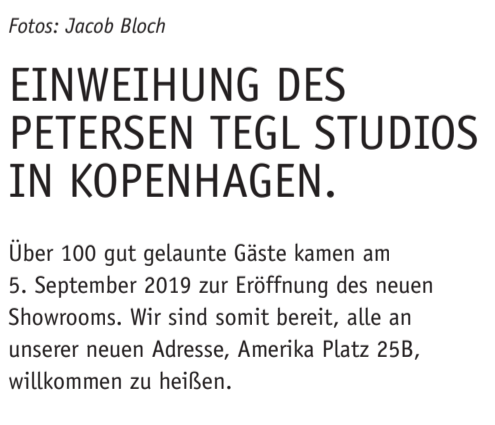 Fotos: Jacob Bloch
EINWEIHUNG DES
PETERSEN TEGL STUDIOS
IN KOPENHAGEN.
Über 100 gut gelaunte Gäste kamen am
5. September 2019 zur Eröffnung des neuen
Showrooms. Wir sind somit bereit, alle an
unserer neuen Adresse, Amerika Platz 25B,
willkommen zu heißen.